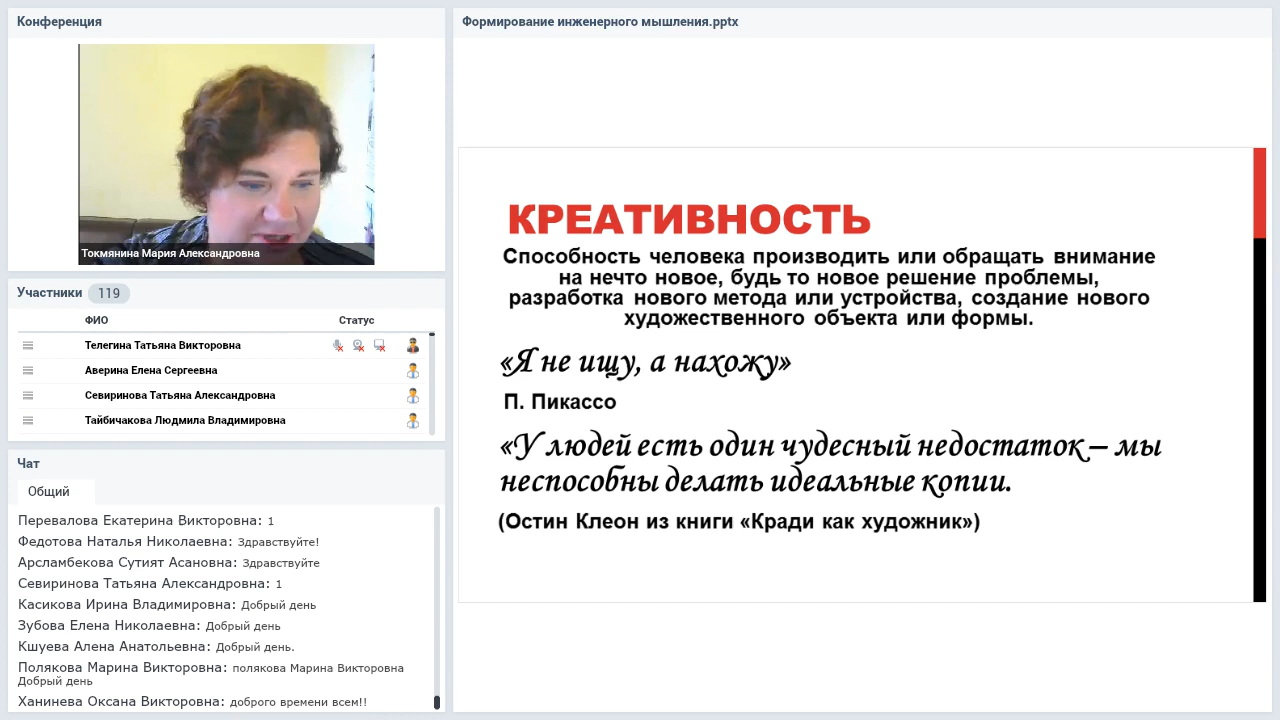 Конференция
Токмянина Мария Александровна
Участники 119
ФИО Статус
Телегина Татьяна Викторовна
Аверина Елена Сергеевна
Севиринова Татьяна Александровна
Тайбичакова Людмила Владимировна
Чат
Общий
Перевалова Екатерина Викторовна: 1
Федотова Наталья Николаевна: Здравствуйте!
Арсламбекова Сутият Асановна: Здравствуйте
Севиринова Татьяна Александровна: 1
Касикова Ирина Владимировна: Добрый день
Зубова Елена Николаевна: Добрый день
Кшуева Алена Анатольевна: Добрый день.
Полякова Марина Викторовна: полякова Марина Викторовна
Добрый день
Ханинева Оксана Викторовна: доброго времени всем!!
Формирование инженерного мышления.pptx
КРЕАТИВНОСТЬ
Способность человека производить или обращать внимание
на нечто новое, будь то новое решение проблемы,
разработка нового метода или устройства, создание нового
художественного объекта или формы.
«Я не ищу, а нахожу»
П. Пикассо
«У людей есть один чудесный недостаток – мы
неспособны делать идеальные копии.
(Остин Клеон из книги «Кради как художник»)